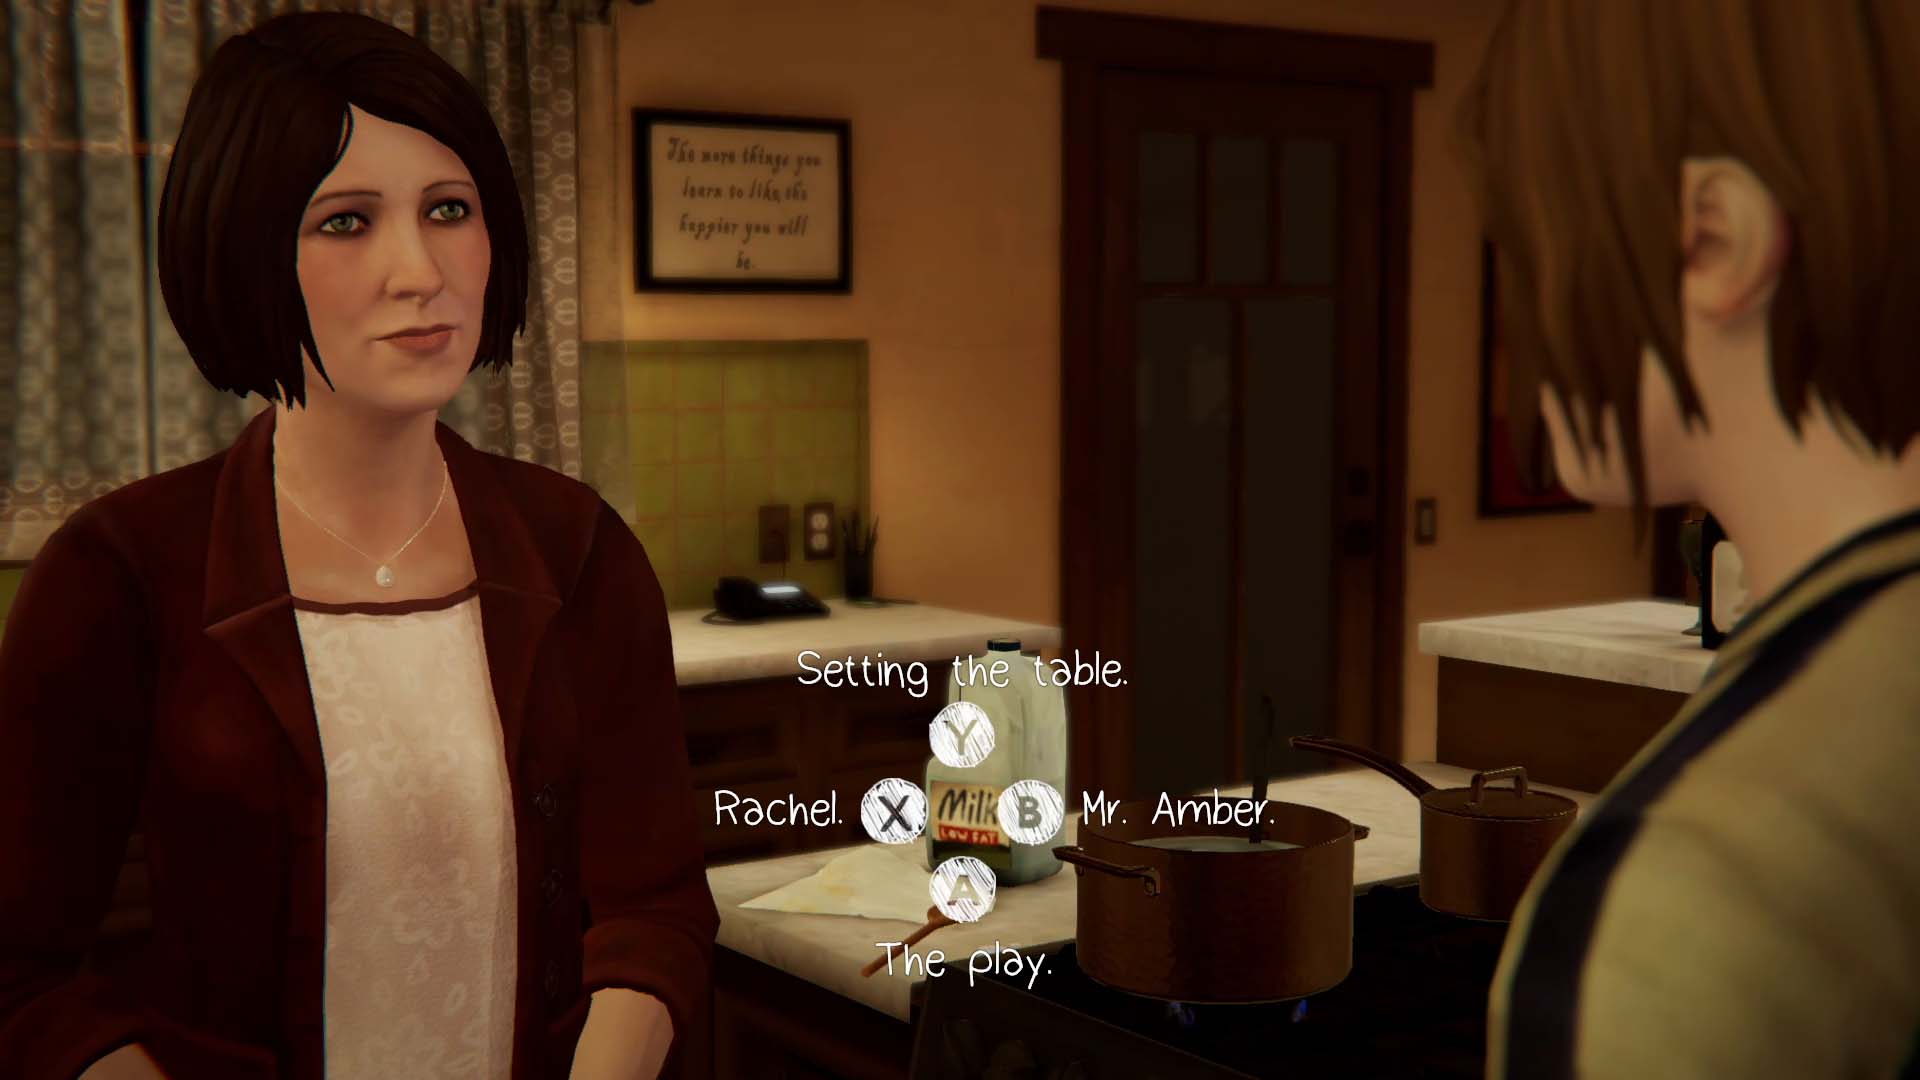 The more things you
learn to like, the
happier you will
be.
Setting the table.
Y
Rachel. X
Milk
B Mr. Amber.
LOW FAT
A
The play.